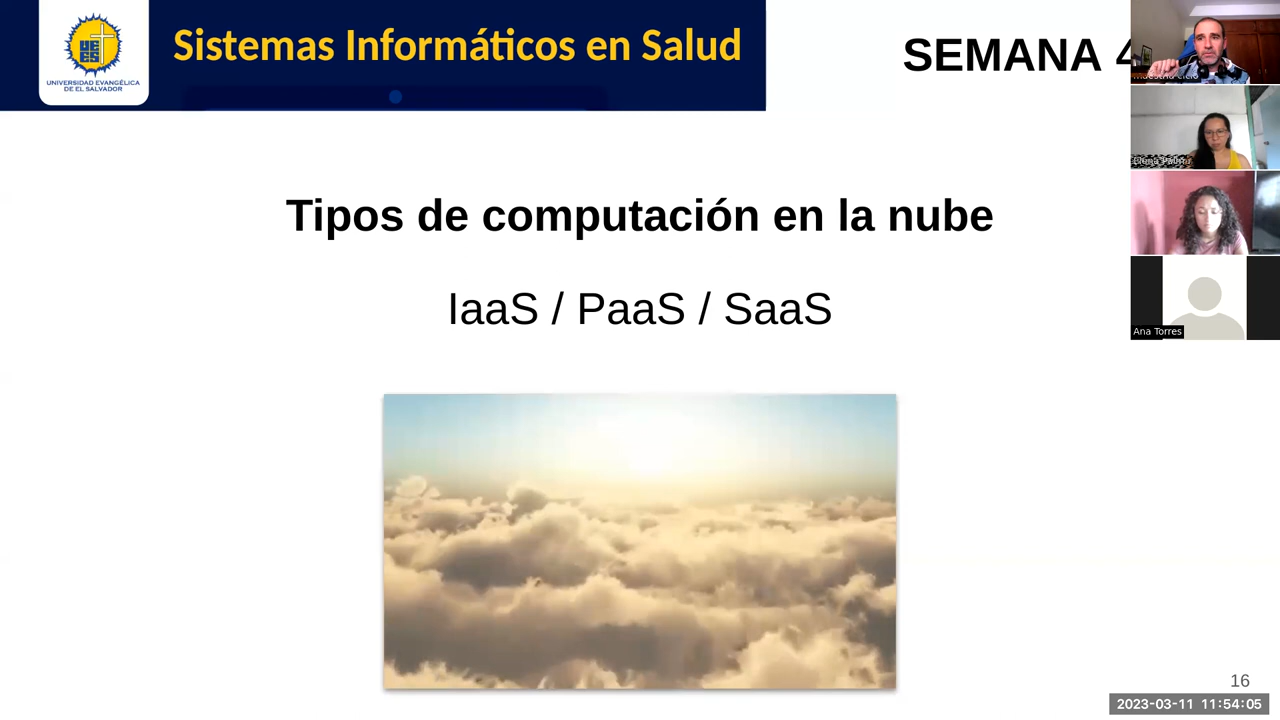 Sistemas Informáticos en Salud
UNIVERSIDAD EVANGÉLICA
DE EL SALVADOR
SEMANA 4
Tipos de computación en la nube
IaaS / PaaS / SaaS
Ana Torres
16
2023-03-11 11:54:05